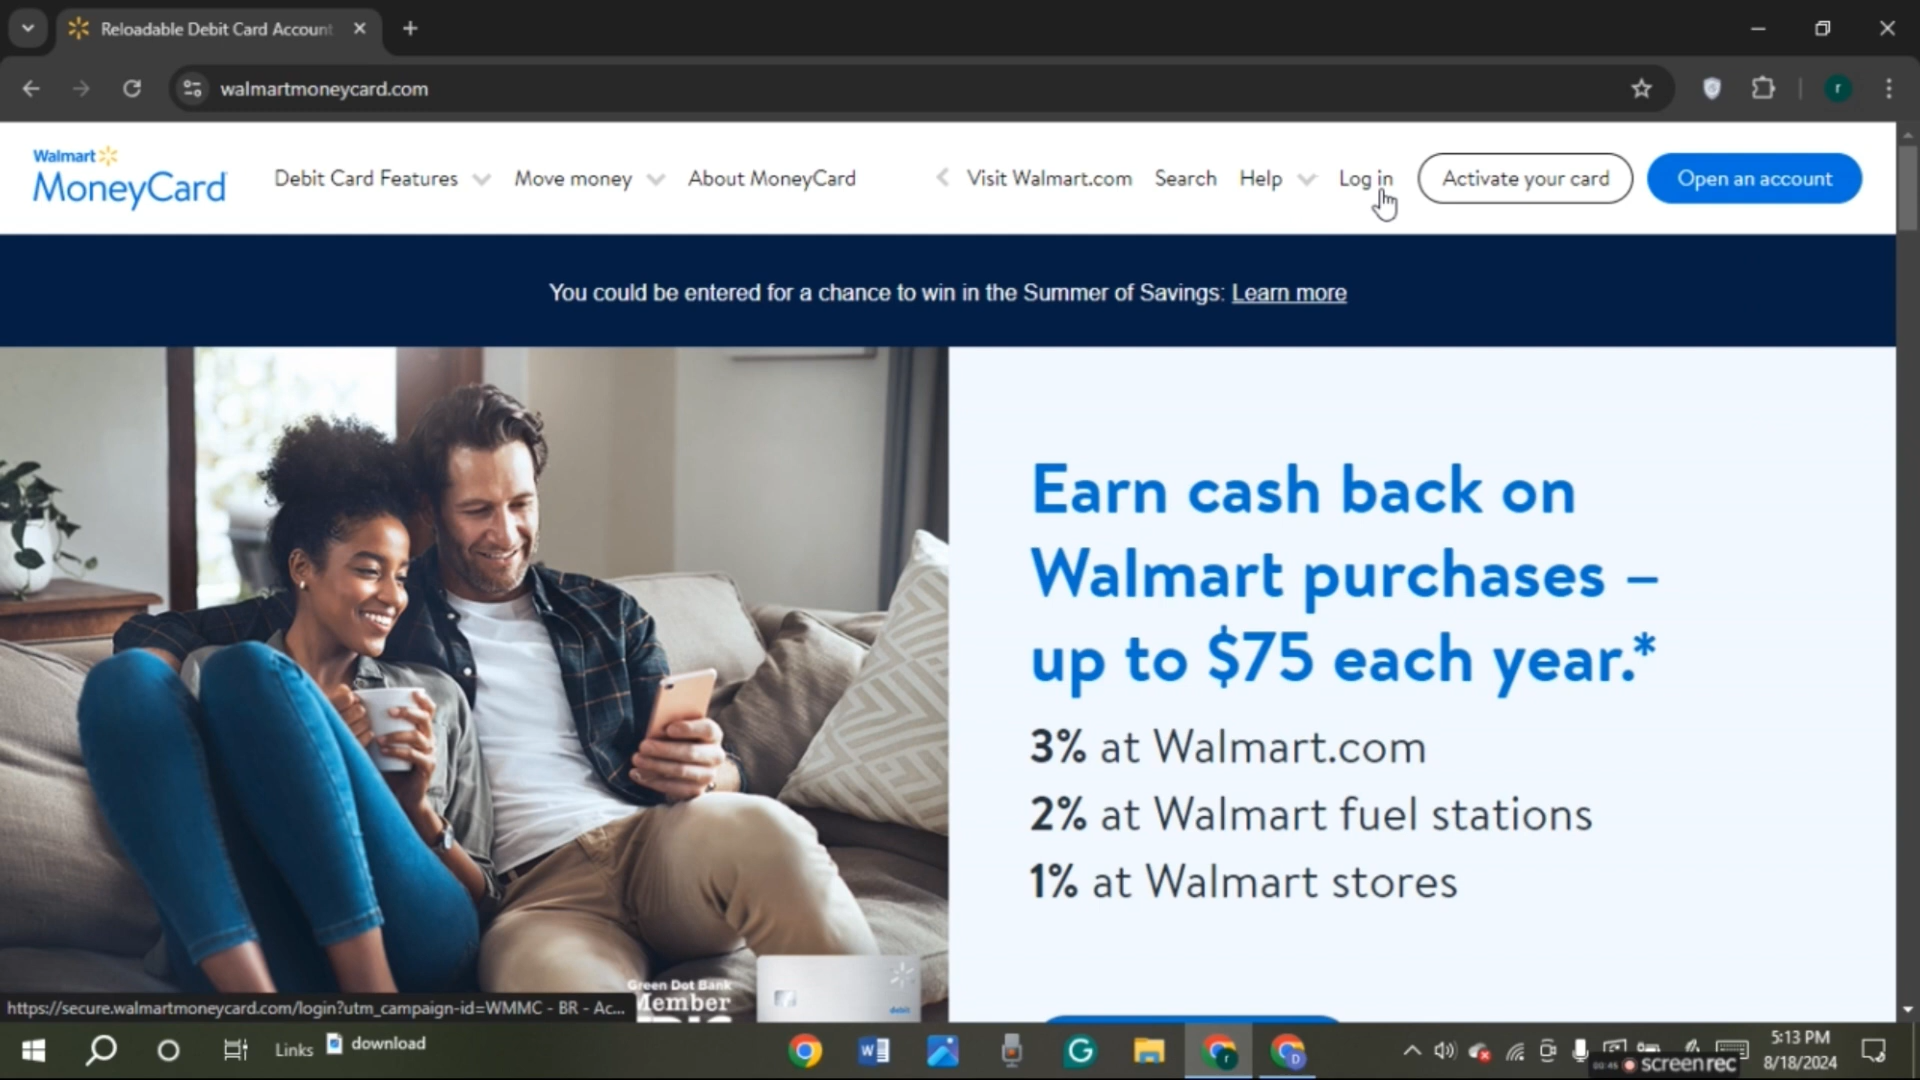 Reloadable Debit Card Account
walmartmoneycard.com
r
Walmart
MoneyCard
Debit Card Features
Move money
About MoneyCard
Visit Walmart.com
Search
Help
Log in
Activate your card
Open an account
You could be entered for a chance to win in the Summer of Savings: Learn more
Earn cash back on
Walmart purchases –
up to $75 each year.*
3% at Walmart.com
2% at Walmart fuel stations
1% at Walmart stores
Green Dot Bank
Member
debit
https://secure.walmartmoneycard.com/login?utm_campaign-id=WMMC - BR - Ac...
Links
download
5:13 PM
8/18/2024
00:45
screenrec